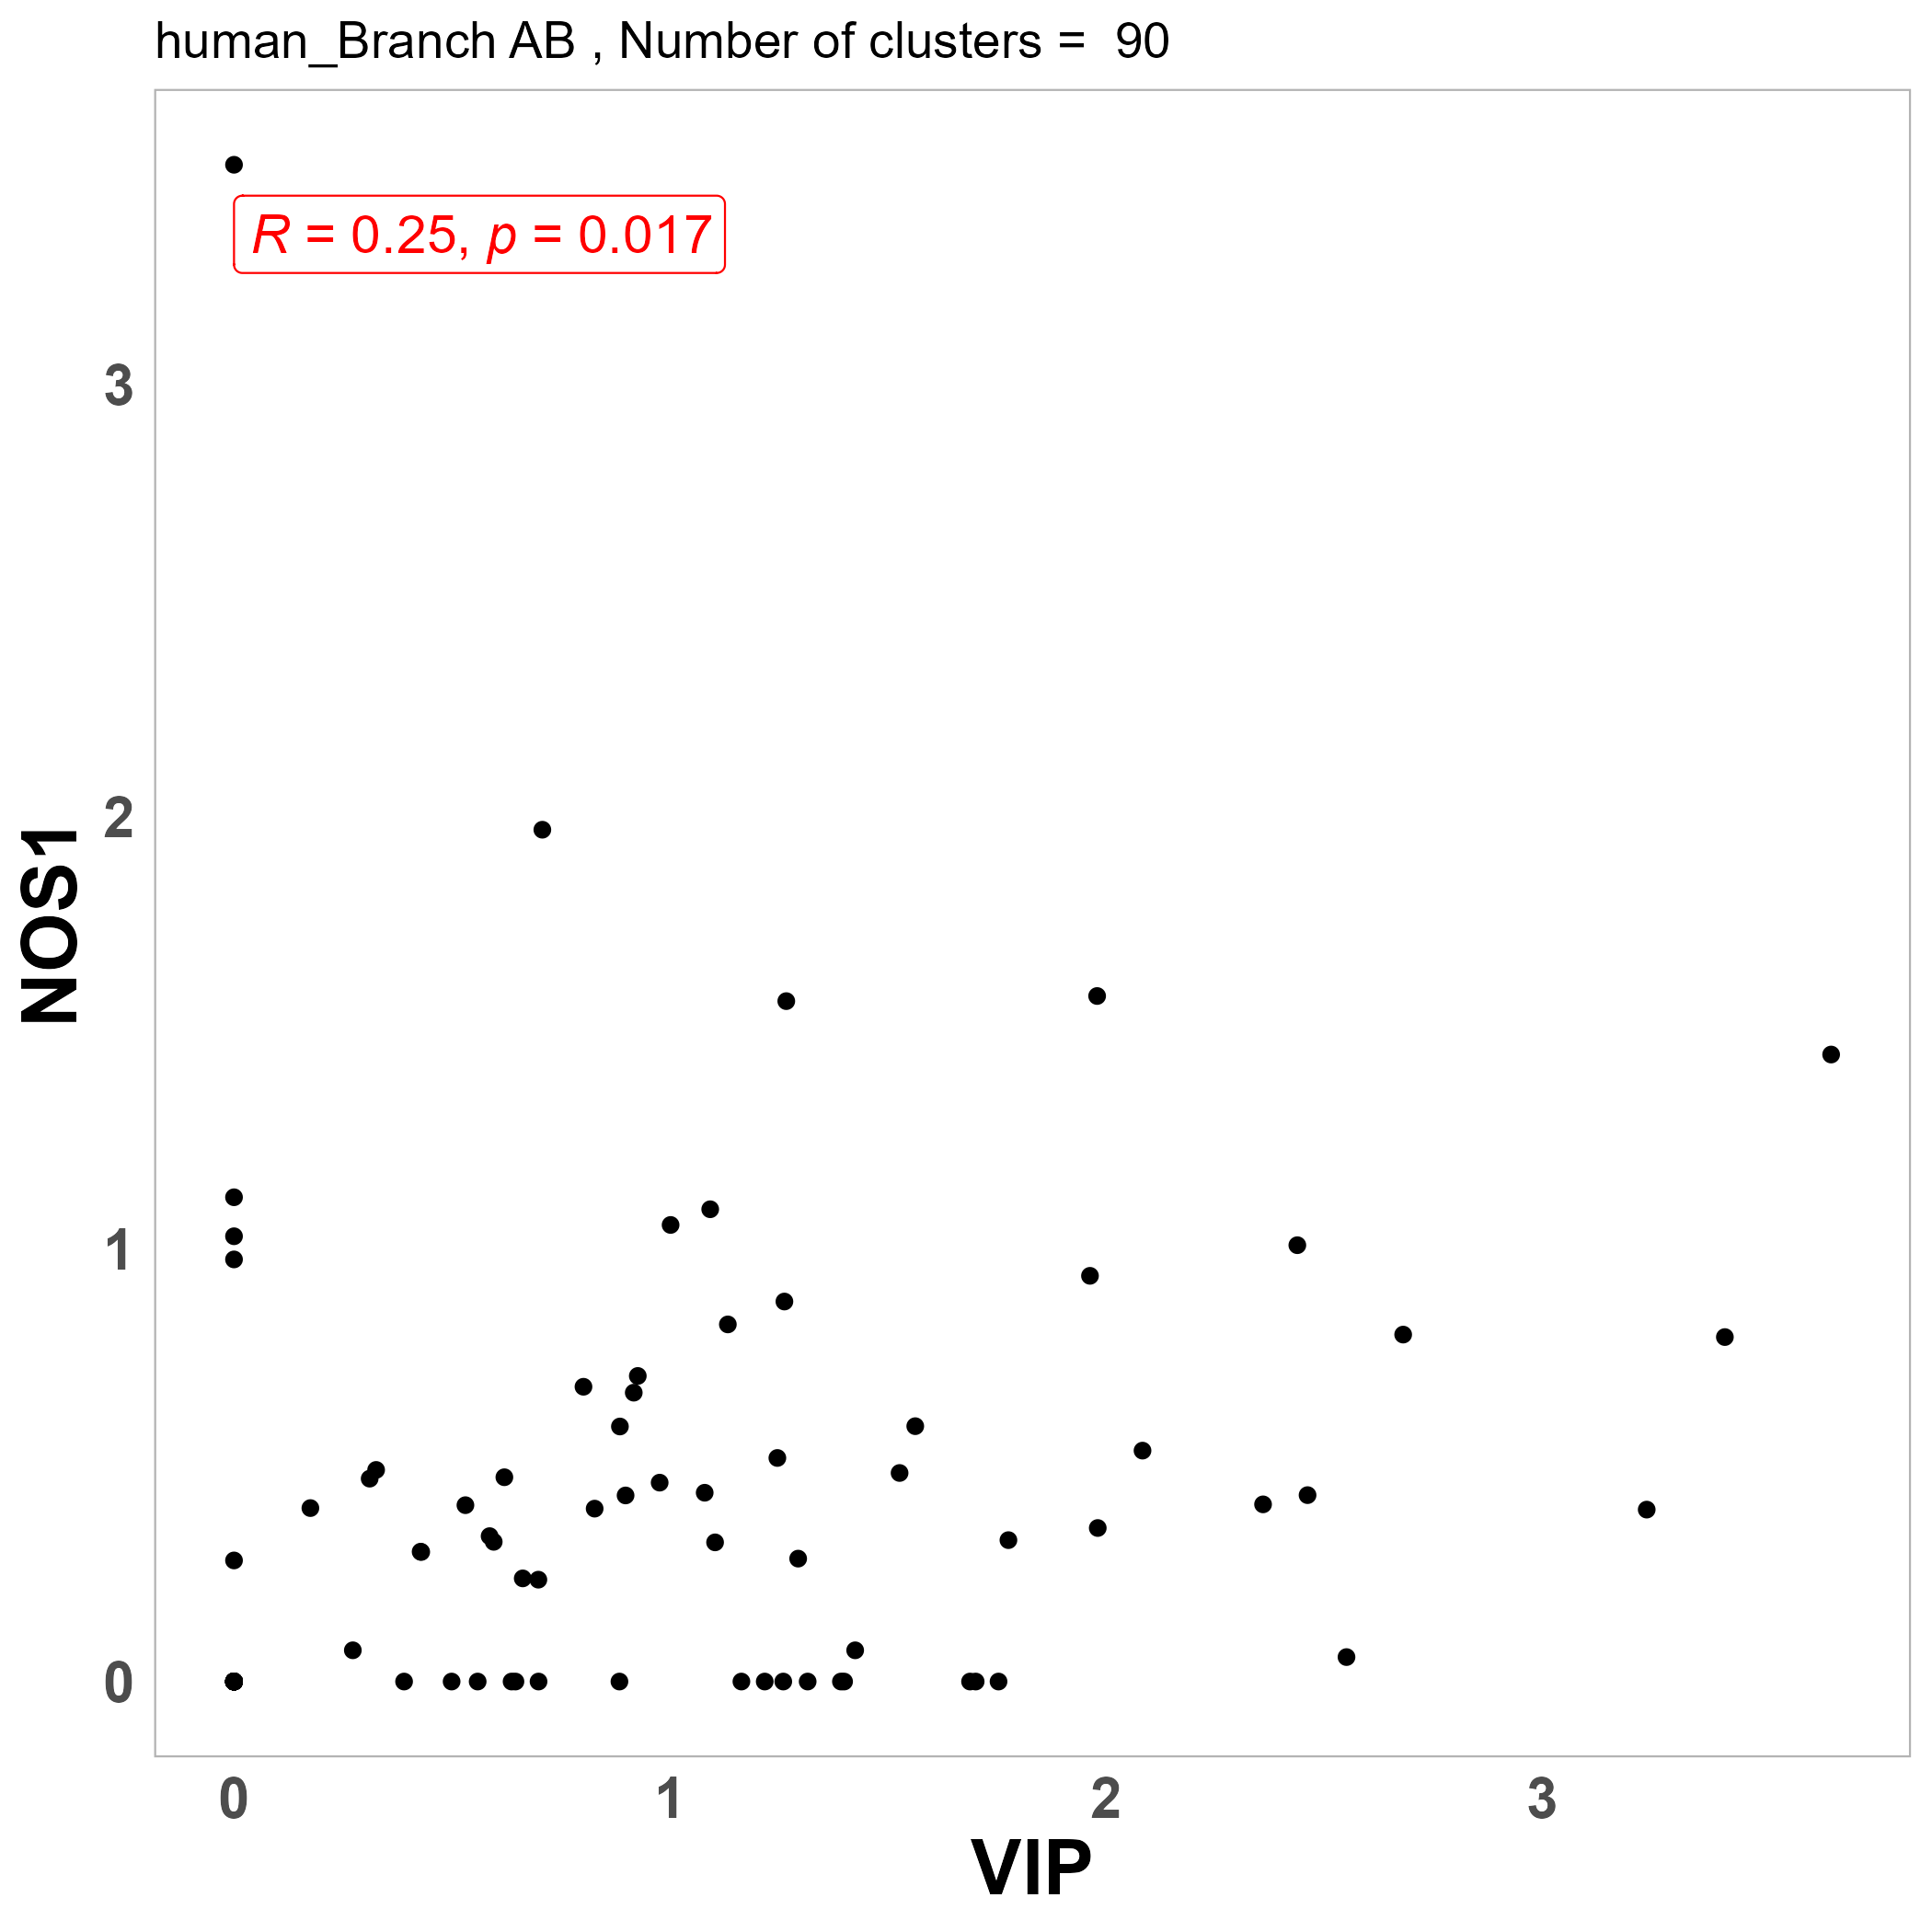 human_Branch AB , Number of clusters =  90
R = 0.25, p = 0.017
3
2
1
0
NOS1
0 1 2 3
VIP